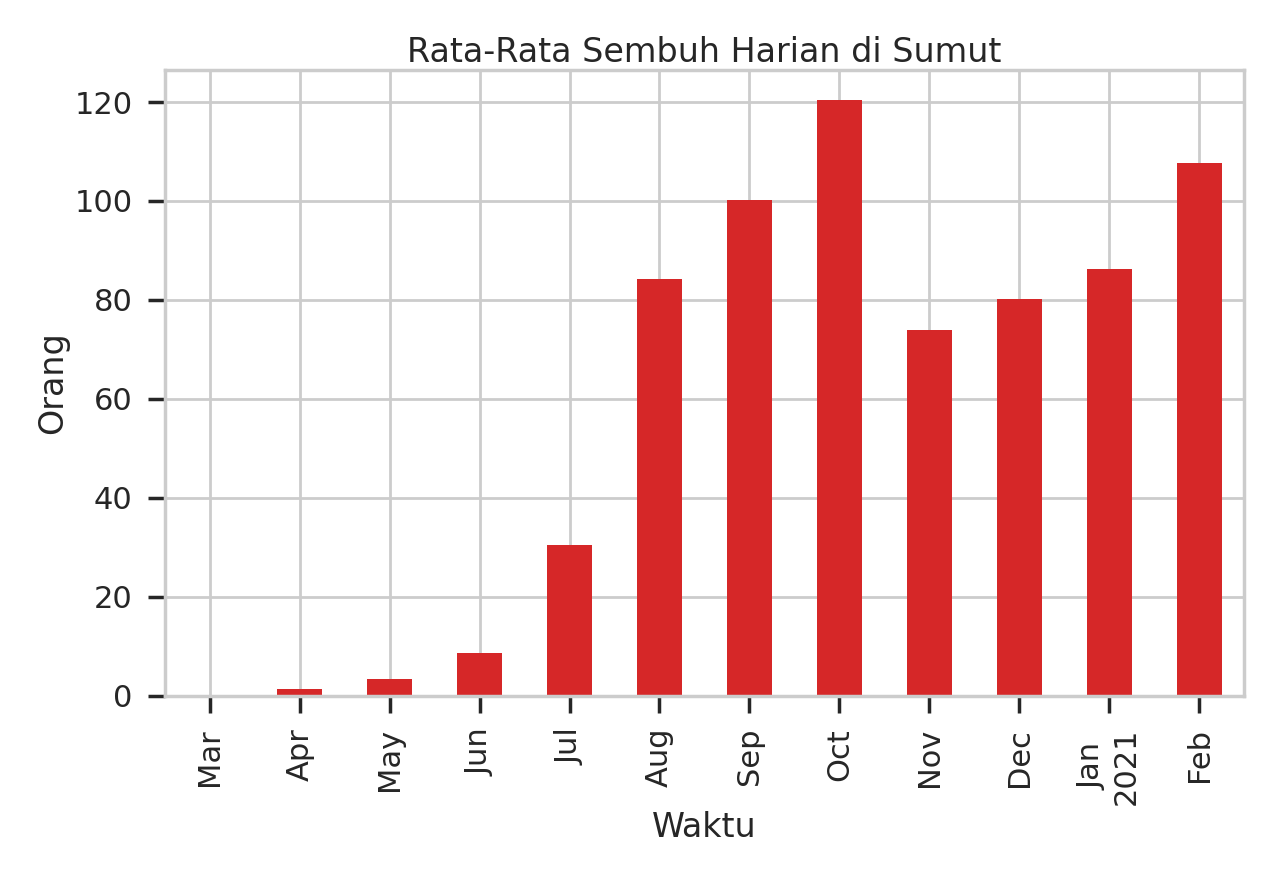 Rata-Rata Sembuh Harian di Sumut
120
100
80
60
40
20
0
Orang
Mar
Apr
May
Jun
Jul
Aug
Sep
Oct
Nov
Dec
Jan
2021
Feb
Waktu